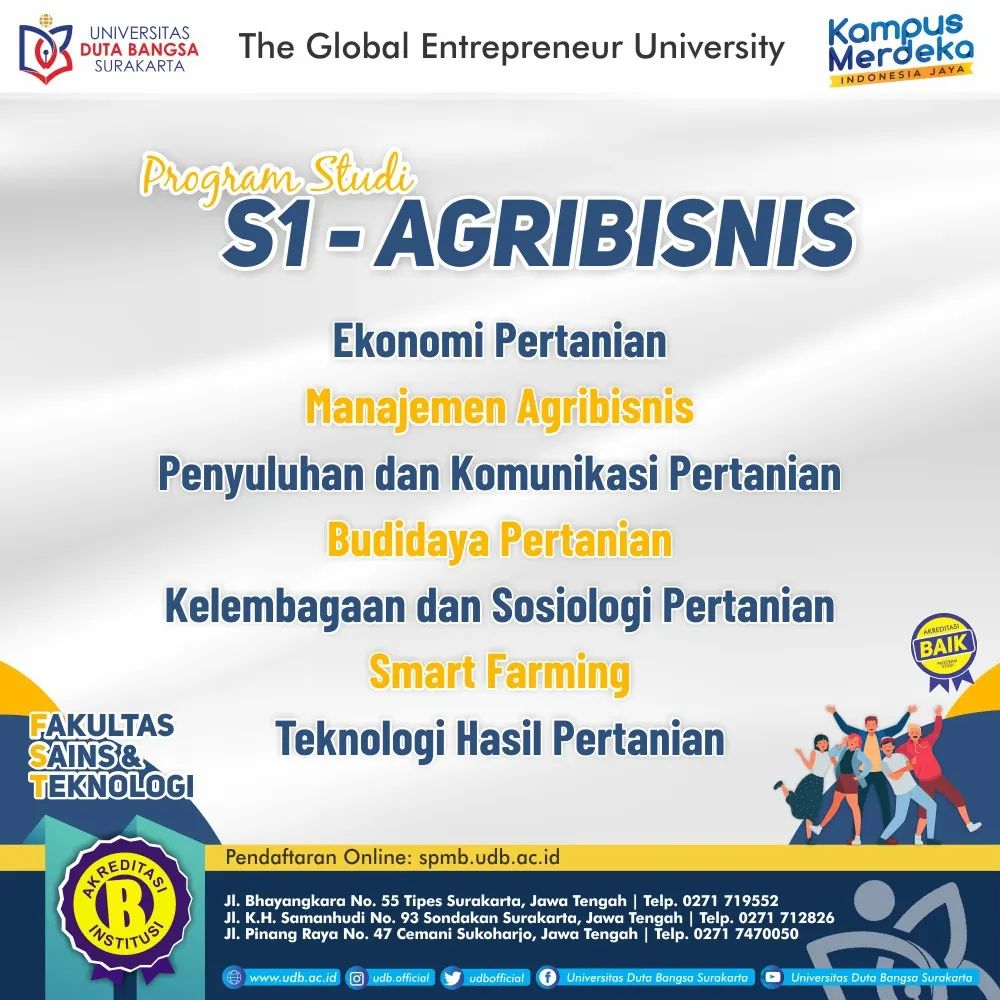 UNIVERSITAS
DUTA BANGSA
SURAKARTA
The Global Entrepreneur University
Kampus
Merdeka
INDONESIA JAYA
Program Studi
S1 - AGRIBISNIS
Ekonomi Pertanian
Manajemen Agribisnis
Penyuluhan dan Komunikasi Pertanian
Budidaya Pertanian
Kelembagaan dan Sosiologi Pertanian
Smart Farming
Teknologi Hasil Pertanian
AKREDITASI
BAIK
PROGRAM
STUDI
FAKULTAS
SAINS &
TEKNOLOGI
AKREDITASI
B
INSTITUSI
Pendaftaran Online: spmb.udb.ac.id
Jl. Bhayangkara No. 55 Tipes Surakarta, Jawa Tengah | Telp. 0271 719552
Jl. K.H. Samanhudi No. 93 Sondakan Surakarta, Jawa Tengah | Telp. 0271 712826
Jl. Pinang Raya No. 47 Cemani Sukoharjo, Jawa Tengah | Telp. 0271 7470050
www.udb.ac.id udb.official udbofficial Universitas Duta Bangsa Surakarta Universitas Duta Bangsa Surakarta